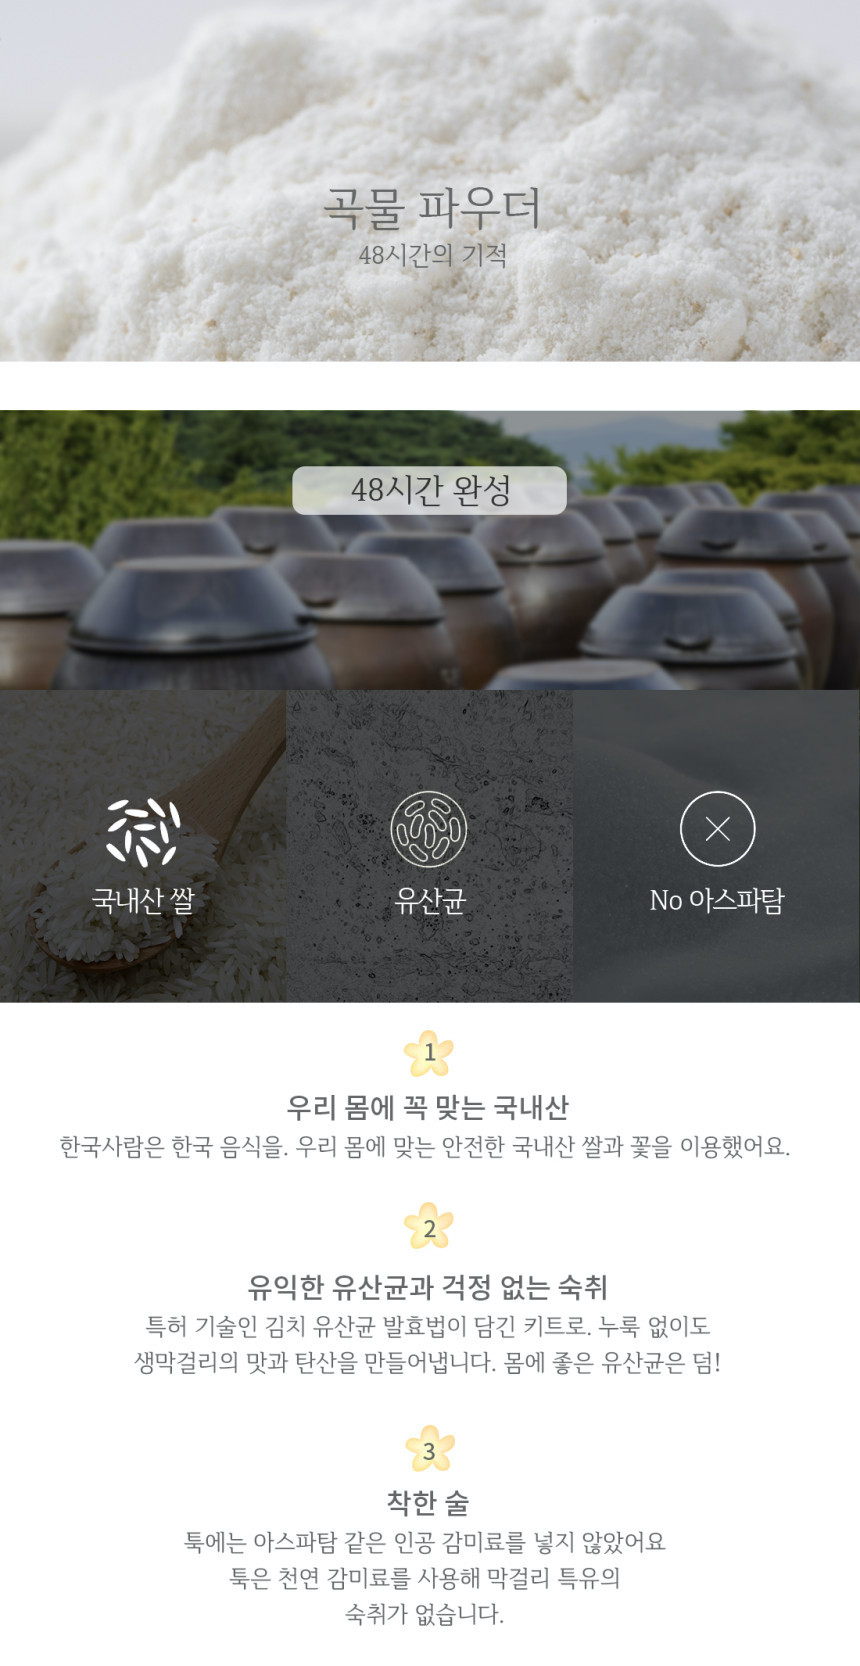 곡물 파우더
48시간의 기적
48시간 완성
국내산 쌀
유산균
No 아스파탐
1
우리 몸에 꼭 맞는 국내산
한국사람은 한국 음식을. 우리 몸에 맞는 안전한 국내산 쌀과 꽃을 이용했어요.
2
유익한 유산균과 걱정 없는 숙취
특허 기술인 김치 유산균 발효법이 담긴 키트로. 누룩 없이도
생막걸리의 맛과 탄산을 만들어냅니다. 몸에 좋은 유산균은 덤!
3
착한 술
툭에는 아스파탐 같은 인공 감미료를 넣지 않았어요
툭은 천연 감미료를 사용해 막걸리 특유의
숙취가 없습니다.